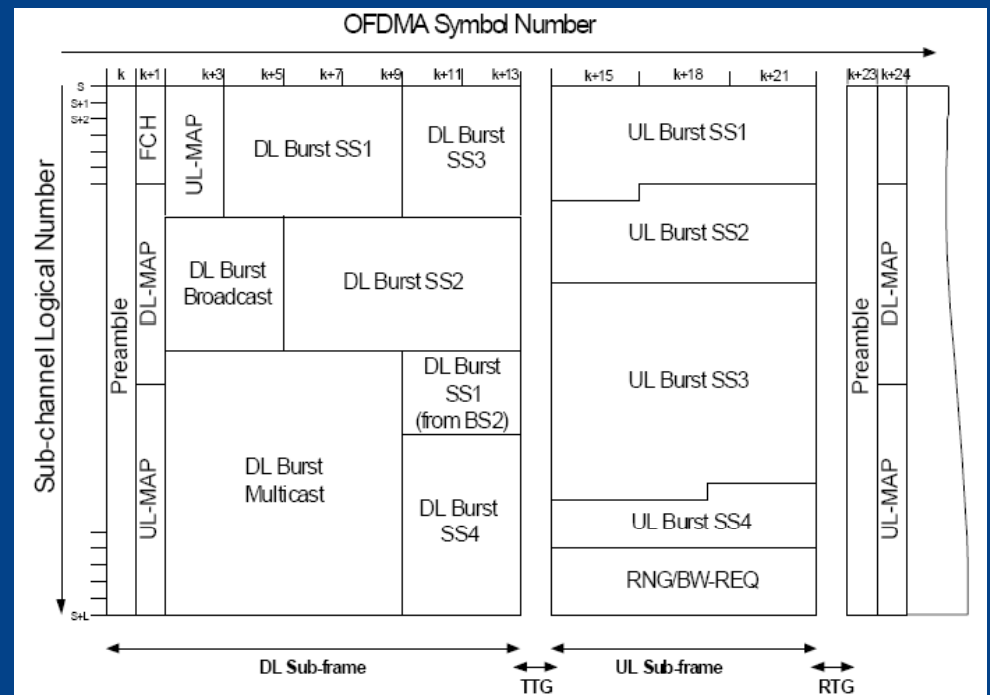 OFDMA Symbol Number
k k+1 k+3 k+5 k+7 k+9 k+11 k+13 k+15 k+18 k+21 k+23 k+24
Sub-channel Logical Number
S
S+1
S+2
S+L
Preamble
FCH
DL-MAP
UL-MAP
UL-MAP
DL Burst SS1
DL Burst
SS3
DL Burst
Broadcast
DL Burst SS2
DL Burst
SS1
(from BS2)
DL Burst
Multicast
DL Burst
SS4
UL Burst SS1
UL Burst SS2
UL Burst SS3
UL Burst SS4
RNG/BW-REQ
Preamble
DL-MAP
UL-MAP
DL Sub-frame
TTG
UL Sub-frame
RTG